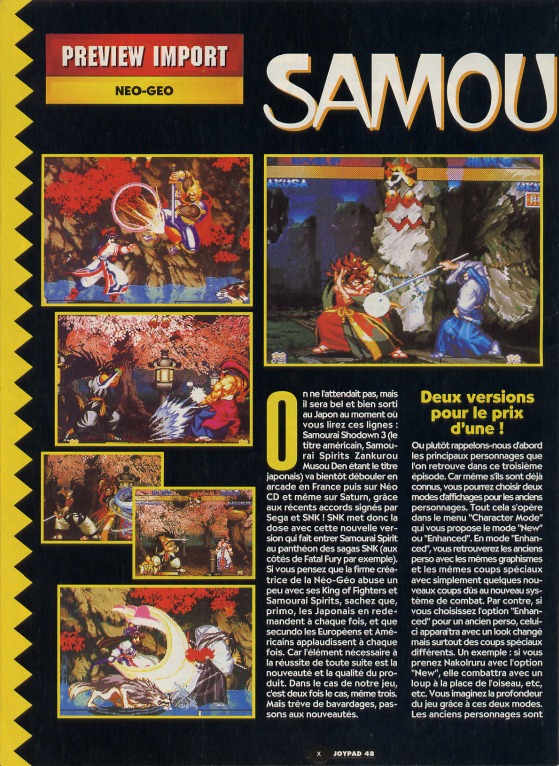 PREVIEW IMPORT
NEO-GEO
SAMOU
On ne l'attendait pas, mais
il sera bel et bien sorti
au Japon au moment où
vous lirez ces lignes :
Samourai Shodown 3 (le
titre américain, Samou-
rai Spirits Zankurou
Musou Den étant le titre
japonais) va bientôt débouler en
arcade en France puis sur Néo
CD et même sur Saturn, grâce
aux récents accords signés par
Sega et SNK ! SNK met donc la
dose avec cette nouvelle ver-
sion qui fait entrer Samourai Spirit
au panthéon des sagas SNK (aux
côtés de Fatal Fury par exemple).
Si vous pensez que la firme créa-
trice de la Néo-Géo abuse un
peu avec ses King of Fighters et
Samourai Spirits, sachez que,
primo, les Japonais en rede-
mandent à chaque fois, et que
secundo les Européens et Amé-
ricains applaudissent à chaque
fois. Car l'élément nécessaire à
la réussite de toute suite est la
nouveauté et la qualité du pro-
duit. Dans le cas de notre jeu,
c'est deux fois le cas, même trois.
Mais trève de bavardages, pas-
sons aux nouveautés.
Deux versions
pour le prix
d'une !
Ou plutôt rappelons-nous d'abord
les principaux personnages que
l'on retrouve dans ce troisième
épisode. Car même s'ils sont déjà
connus, vous pourrez choisir deux
modes d'affichages pour les anciens
personnages. Tout cela s'opère
dans le menu "Character Mode"
qui vous propose le mode "New"
ou "Enhanced". En mode "Enhan-
ced", vous retrouverez les anciens
perso avec les mêmes graphismes
et les mêmes coups spéciaux
avec simplement quelques nou-
veaux coups dûs au nouveau sys-
tème de combat. Par contre, si
vous choisissez l'option "Enhan-
ced" pour un ancien perso, celui-
ci apparaîtra avec un look changé
mais surtout des coups spéciaux
différents. Un exemple : si vous
prenez Nakolruru avec l'option
"New", elle combattra avec un
loup à la place de l'oiseau, etc,
etc. Vous imaginez la profondeur
du jeu grâce à ces deux modes.
Les anciens personnages sont
X JOYPAD 48